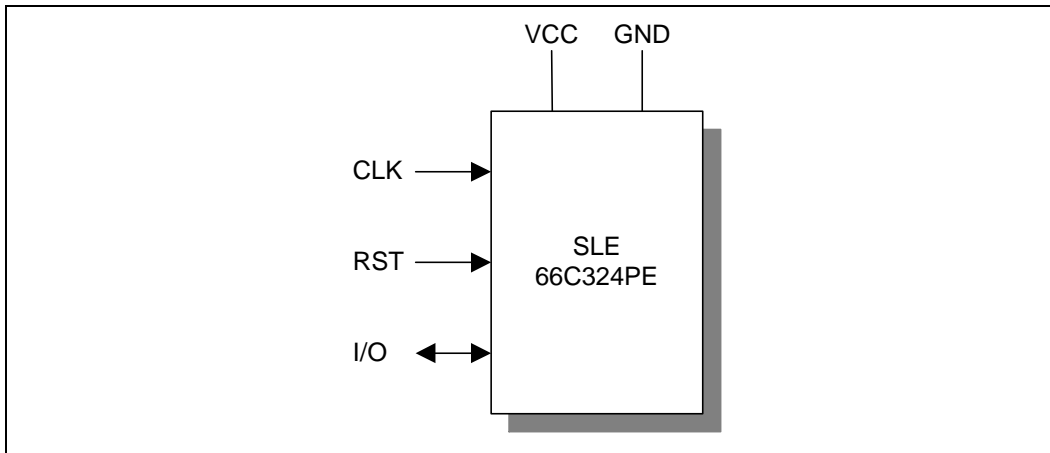 VCC GND
CLK
RST
I/O
SLE
66C324PE